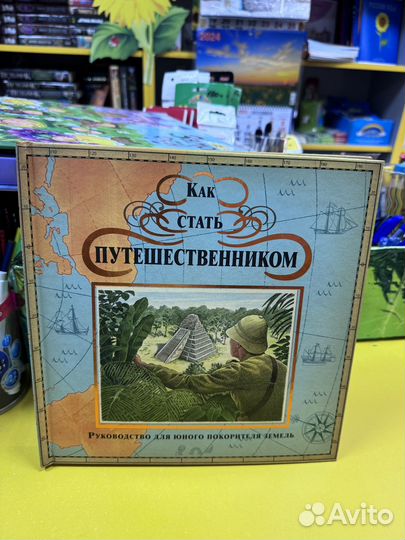 2024
Как
стать
путешественником
Руководство для юного покорителя земель
Avito